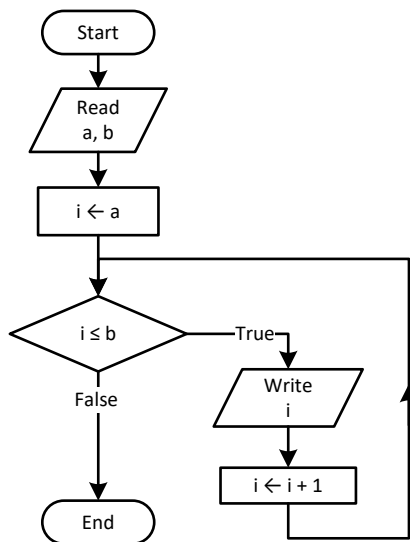 Start
Read
a, b
i ← a
i ≤ b
True
False
Write
i
i ← i + 1
End